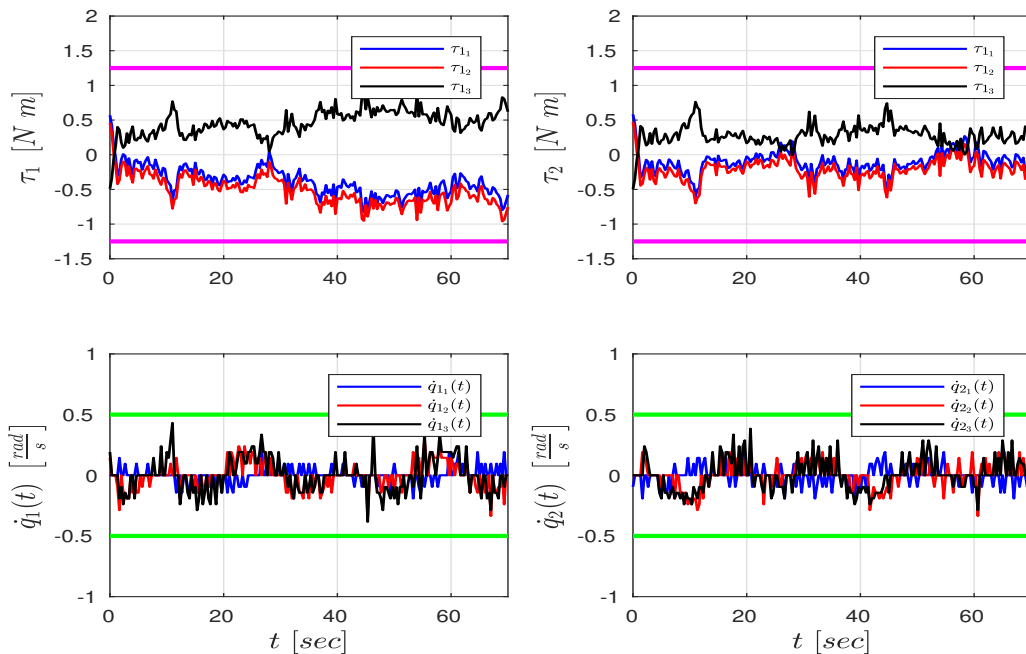 2
1.5
1
0.5
0
-0.5
-1
-1.5
0 20 40 60
τ₁ [N m]
τ₁₁
τ₁₂
τ₁₃
2
1.5
1
0.5
0
-0.5
-1
-1.5
0 20 40 60
τ₂ [N m]
τ₁₁
τ₁₂
τ₁₃
1
0.5
0
-0.5
-1
0 20 40 60
q̇₁(t) [rad/s]
q̇₁₁(t)
q̇₁₂(t)
q̇₁₃(t)
t [sec]
1
0.5
0
-0.5
-1
0 20 40 60
q̇₂(t) [rad/s]
q̇₂₁(t)
q̇₂₂(t)
q̇₂₃(t)
t [sec]